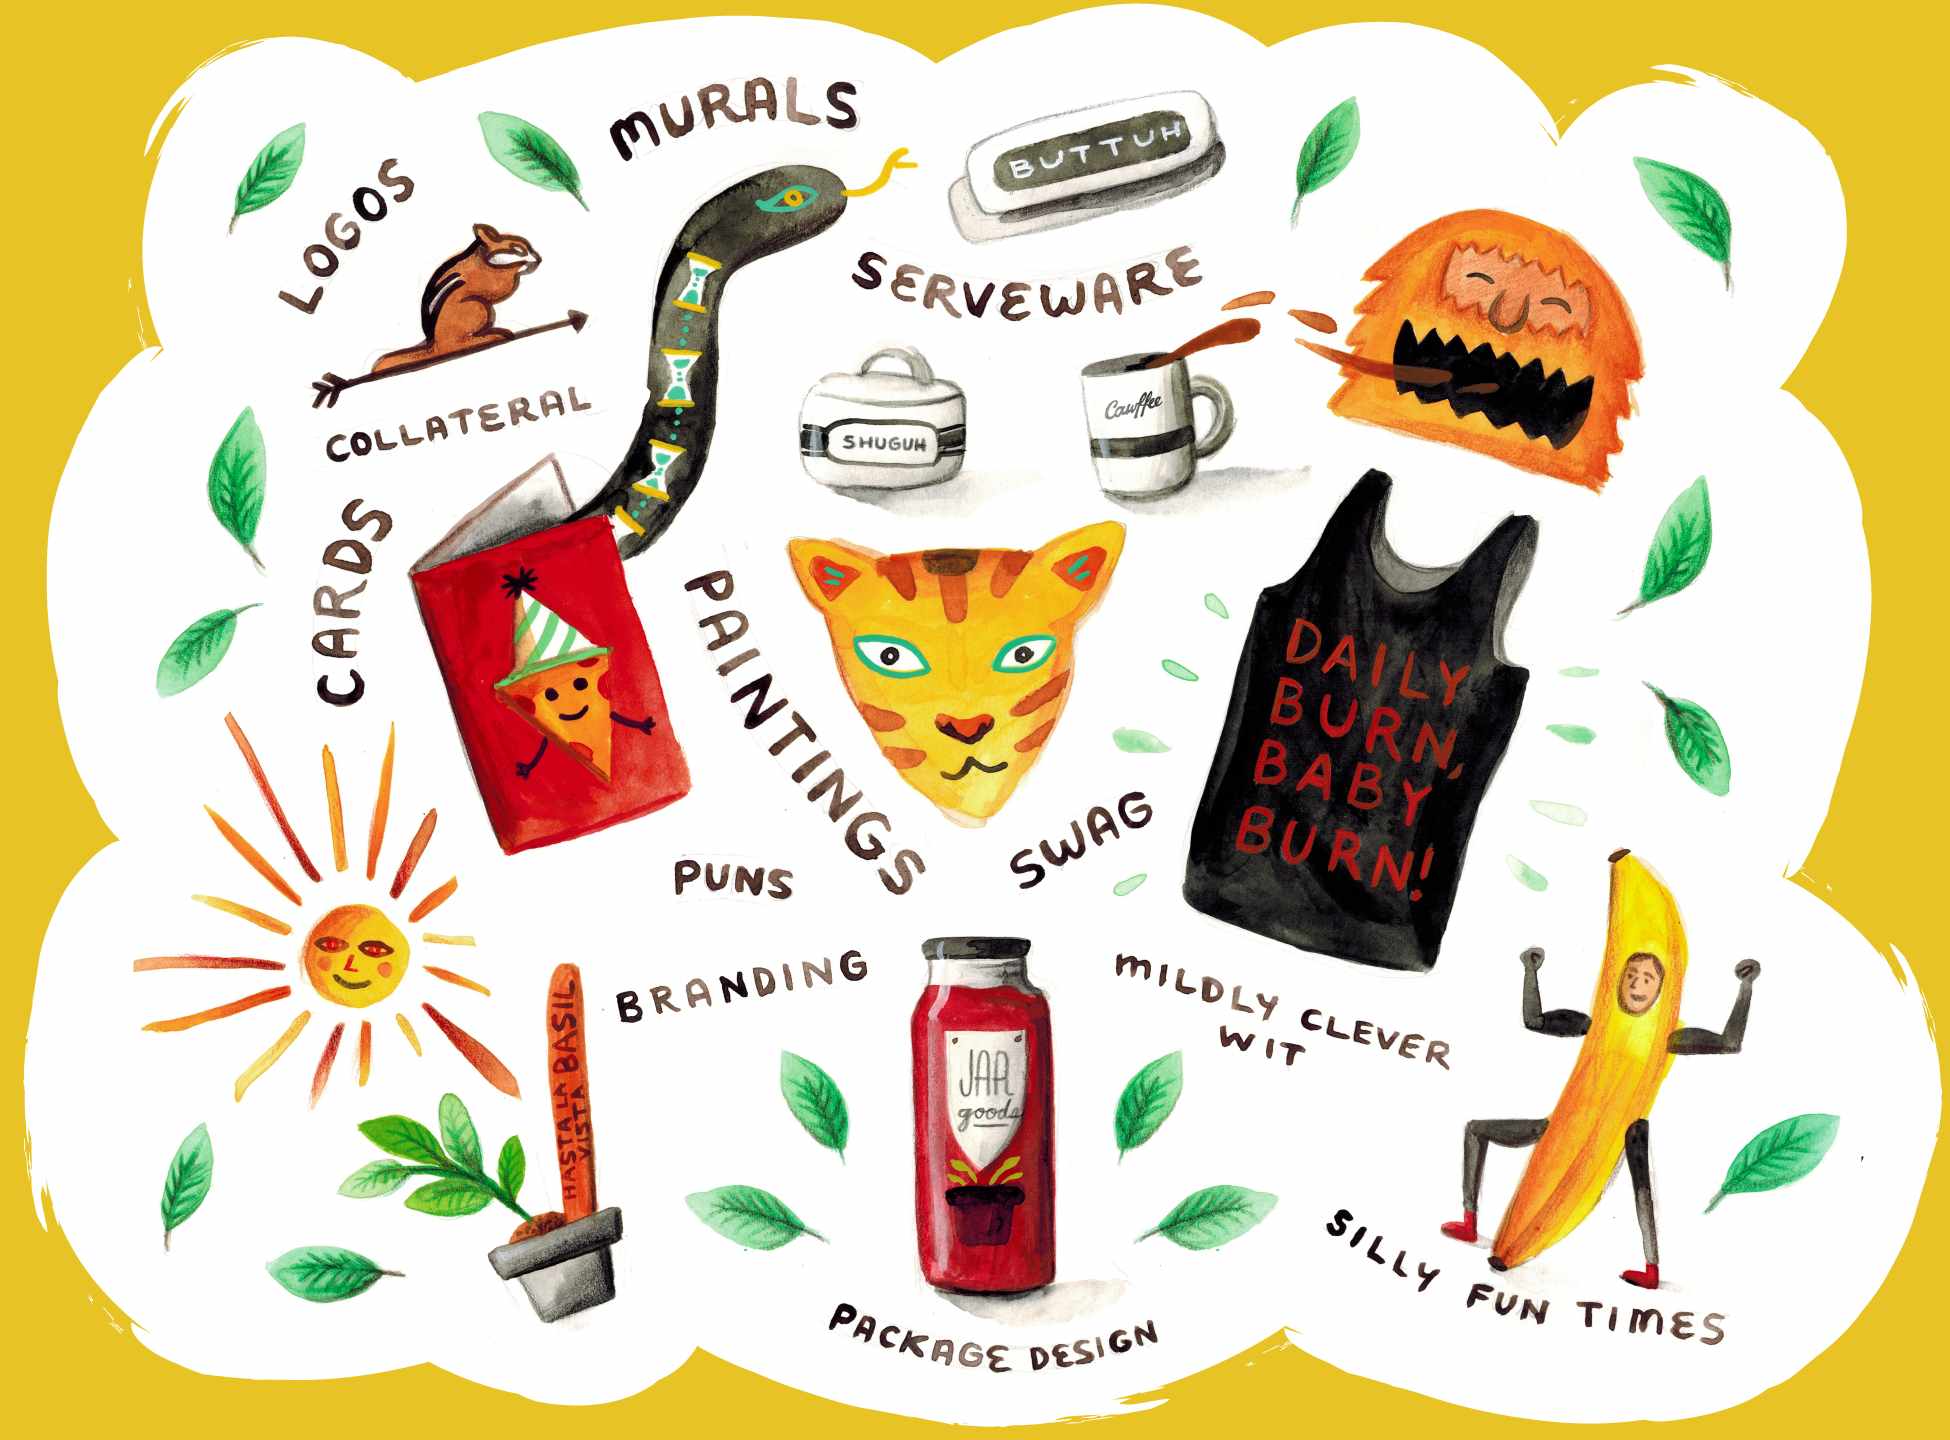 MURALS
BUTTUH
LOGOS
SERVEWARE
COLLATERAL
SHUGUH
Cawffee
CARDS
PAINTINGS
DAILY
BURN,
BABY
BURN!
SWAG
PUNS
BRANDING
MILDLY CLEVER
WIT
HASTA LA BASIL
VISTA
JAR
goods
SILLY FUN TIMES
PACKAGE DESIGN